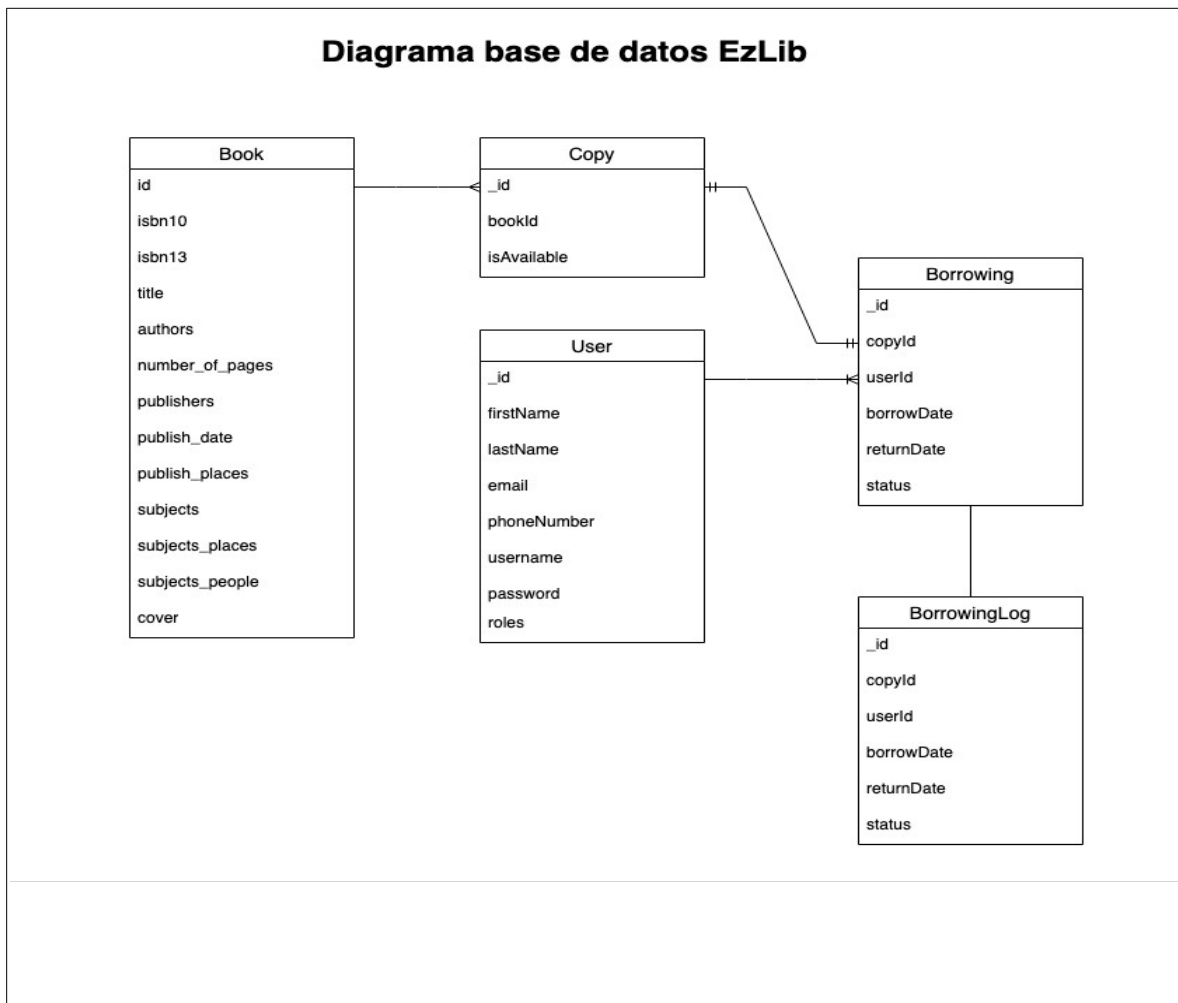 Diagrama base de datos EzLib
Book
id
isbn10
isbn13
title
authors
number_of_pages
publishers
publish_date
publish_places
subjects
subjects_places
subjects_people
cover
Copy
_id
bookId
isAvailable
User
_id
firstName
lastName
email
phoneNumber
username
password
roles
Borrowing
_id
copyId
userId
borrowDate
returnDate
status
BorrowingLog
_id
copyId
userId
borrowDate
returnDate
status